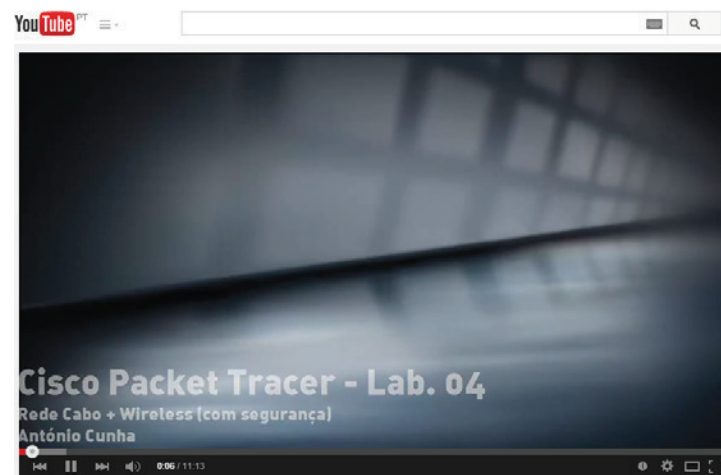 YouTube PT
Cisco Packet Tracer - Lab. 04
Rede Cabo + Wireless (com segurança)
António Cunha
0:06 / 11:13